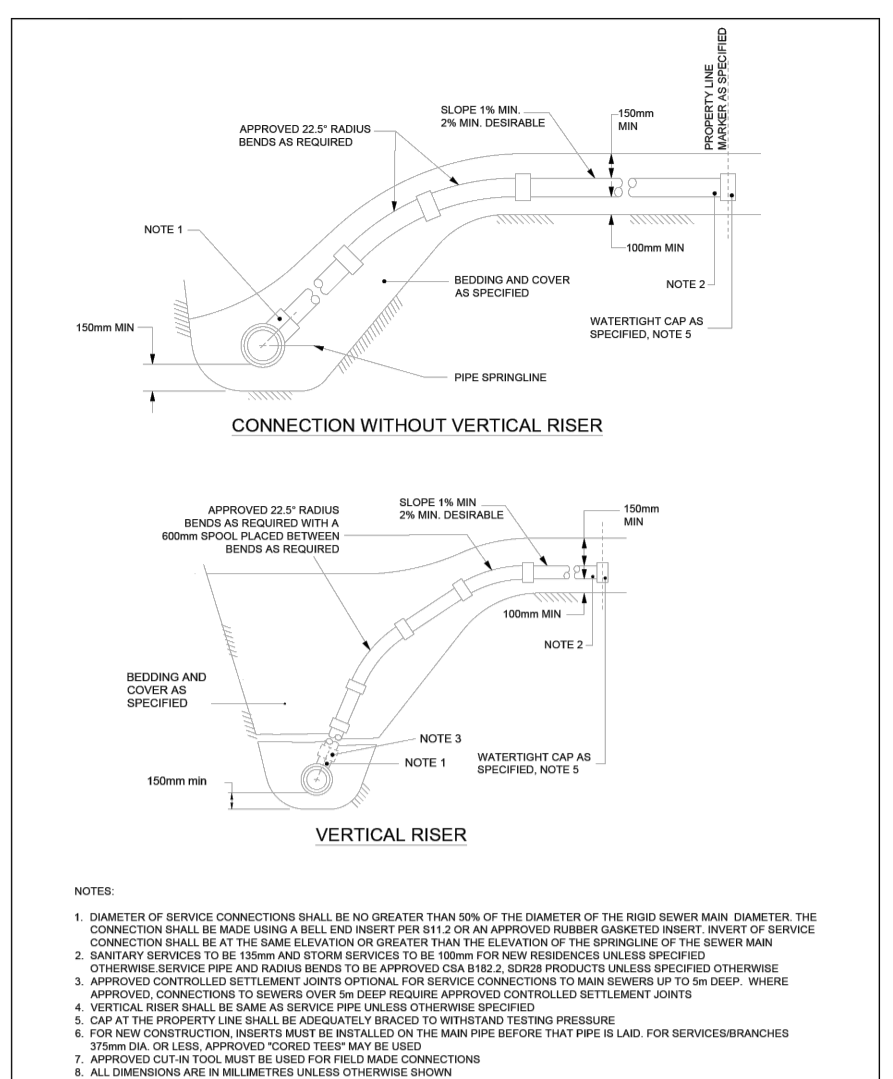 PROPERTY LINE
MARKER AS SPECIFIED
SLOPE 1% MIN.
2% MIN. DESIRABLE
150mm
MIN
APPROVED 22.5° RADIUS
BENDS AS REQUIRED
NOTE 1
100mm MIN
BEDDING AND COVER
AS SPECIFIED
NOTE 2
WATERTIGHT CAP AS
SPECIFIED, NOTE 5
150mm MIN
PIPE SPRINGLINE
CONNECTION WITHOUT VERTICAL RISER
APPROVED 22.5° RADIUS
BENDS AS REQUIRED WITH A
600mm SPOOL PLACED BETWEEN
BENDS AS REQUIRED
SLOPE 1% MIN
2% MIN. DESIRABLE
150mm
MIN
100mm MIN
NOTE 2
BEDDING AND
COVER AS
SPECIFIED
NOTE 3
NOTE 1
WATERTIGHT CAP AS
SPECIFIED, NOTE 5
150mm min
VERTICAL RISER
NOTES:
1. DIAMETER OF SERVICE CONNECTIONS SHALL BE NO GREATER THAN 50% OF THE DIAMETER OF THE RIGID SEWER MAIN DIAMETER. THE
CONNECTION SHALL BE MADE USING A BELL END INSERT PER S11.2 OR AN APPROVED RUBBER GASKETED INSERT. INVERT OF SERVICE
CONNECTION SHALL BE AT THE SAME ELEVATION OR GREATER THAN THE ELEVATION OF THE SPRINGLINE OF THE SEWER MAIN
2. SANITARY SERVICES TO BE 135mm AND STORM SERVICES TO BE 100mm FOR NEW RESIDENCES UNLESS SPECIFIED
OTHERWISE.SERVICE PIPE AND RADIUS BENDS TO BE APPROVED CSA B182.2, SDR28 PRODUCTS UNLESS SPECIFIED OTHERWISE
3. APPROVED CONTROLLED SETTLEMENT JOINTS OPTIONAL FOR SERVICE CONNECTIONS TO MAIN SEWERS UP TO 5m DEEP. WHERE
APPROVED, CONNECTIONS TO SEWERS OVER 5m DEEP REQUIRE APPROVED CONTROLLED SETTLEMENT JOINTS
4. VERTICAL RISER SHALL BE SAME AS SERVICE PIPE UNLESS OTHERWISE SPECIFIED
5. CAP AT THE PROPERTY LINE SHALL BE ADEQUATELY BRACED TO WITHSTAND TESTING PRESSURE
6. FOR NEW CONSTRUCTION, INSERTS MUST BE INSTALLED ON THE MAIN PIPE BEFORE THAT PIPE IS LAID. FOR SERVICES/BRANCHES
375mm DIA. OR LESS, APPROVED "CORED TEES" MAY BE USED
7. APPROVED CUT-IN TOOL MUST BE USED FOR FIELD MADE CONNECTIONS
8. ALL DIMENSIONS ARE IN MILLIMETRES UNLESS OTHERWISE SHOWN